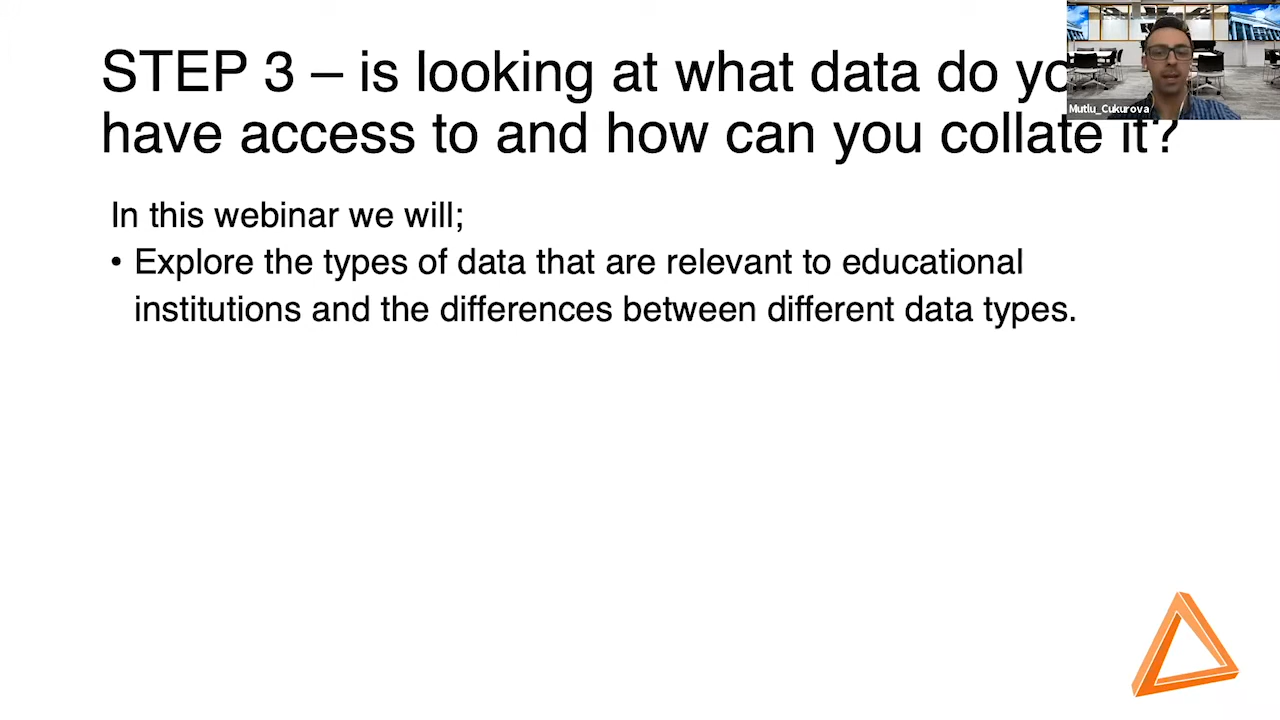 STEP 3 – is looking at what data do
have access to and how can you collate it?
Mutlu_Cukurova
In this webinar we will;
• Explore the types of data that are relevant to educational
institutions and the differences between different data types.